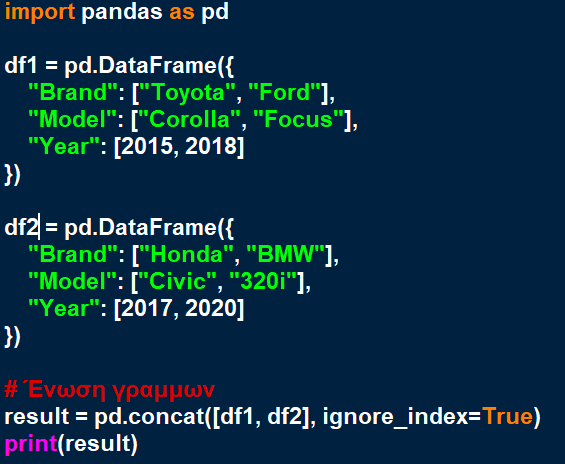 import pandas as pd
df1 = pd.DataFrame({
    "Brand": ["Toyota", "Ford"],
    "Model": ["Corolla", "Focus"],
    "Year": [2015, 2018]
})
df2 = pd.DataFrame({
    "Brand": ["Honda", "BMW"],
    "Model": ["Civic", "320i"],
    "Year": [2017, 2020]
})
# Ένωση γραμμων
result = pd.concat([df1, df2], ignore_index=True)
print(result)